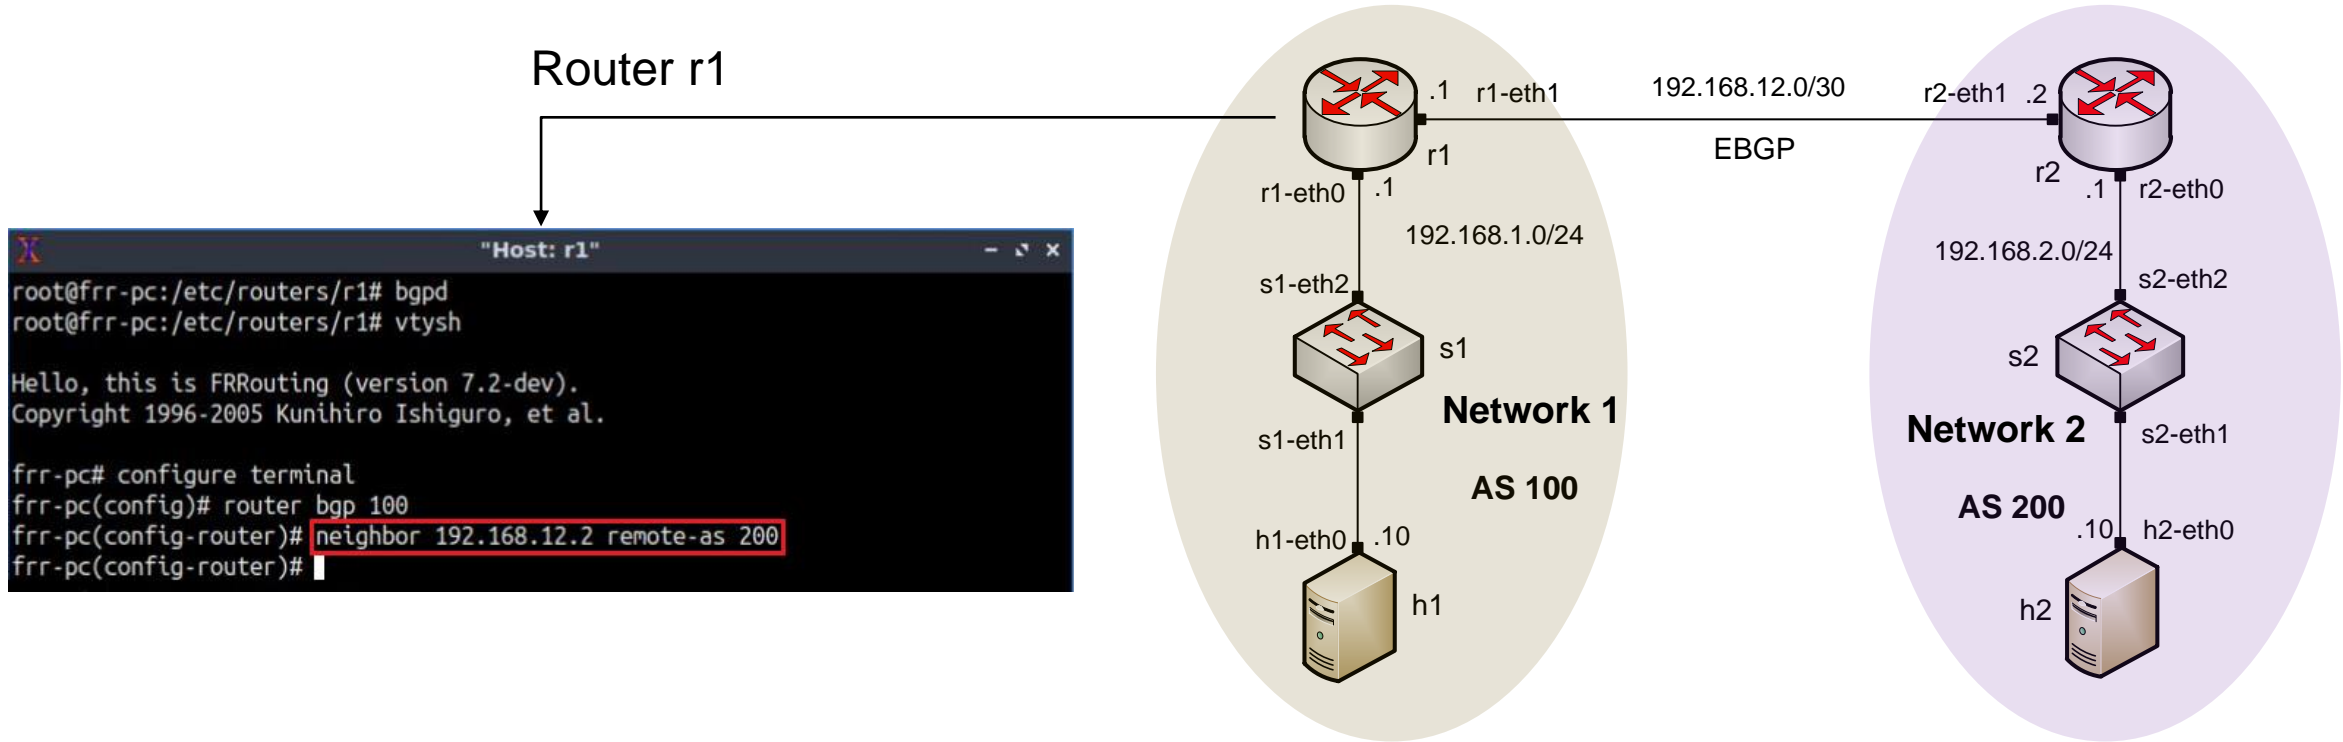 Router r1
"Host: r1"
root@frr-pc:/etc/routers/r1# bgpd
root@frr-pc:/etc/routers/r1# vtysh
Hello, this is FRRouting (version 7.2-dev).
Copyright 1996-2005 Kunihiro Ishiguro, et al.
frr-pc# configure terminal
frr-pc(config)# router bgp 100
frr-pc(config-router)# neighbor 192.168.12.2 remote-as 200
frr-pc(config-router)#
.1
r1-eth1
192.168.12.0/30
r2-eth1
.2
EBGP
r1
r1-eth0
.1
192.168.1.0/24
s1-eth2
s1
Network 1
s1-eth1
AS 100
h1-eth0
.10
h1
r2
.1
r2-eth0
192.168.2.0/24
s2-eth2
s2
Network 2
s2-eth1
AS 200
.10
h2-eth0
h2